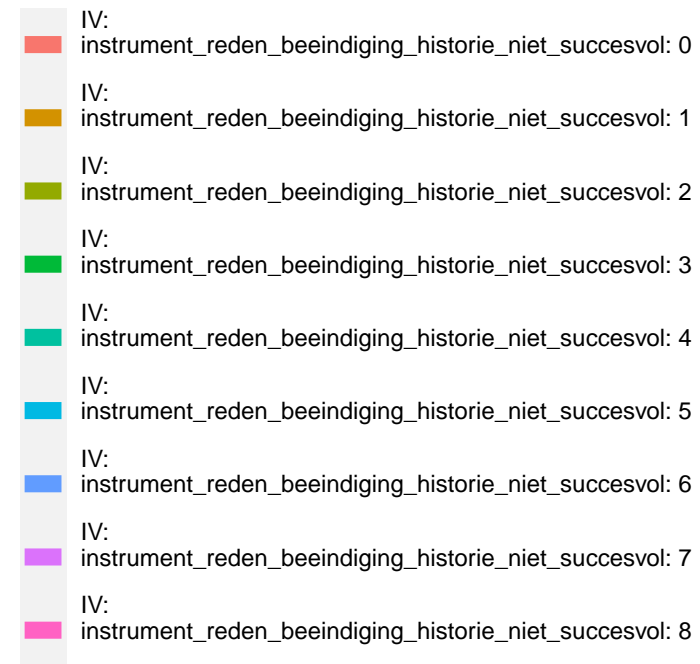 IV:
instrument_reden_beeindiging_historie_niet_succesvol: 0
IV:
instrument_reden_beeindiging_historie_niet_succesvol: 1
IV:
instrument_reden_beeindiging_historie_niet_succesvol: 2
IV:
instrument_reden_beeindiging_historie_niet_succesvol: 3
IV:
instrument_reden_beeindiging_historie_niet_succesvol: 4
IV:
instrument_reden_beeindiging_historie_niet_succesvol: 5
IV:
instrument_reden_beeindiging_historie_niet_succesvol: 6
IV:
instrument_reden_beeindiging_historie_niet_succesvol: 7
IV:
instrument_reden_beeindiging_historie_niet_succesvol: 8